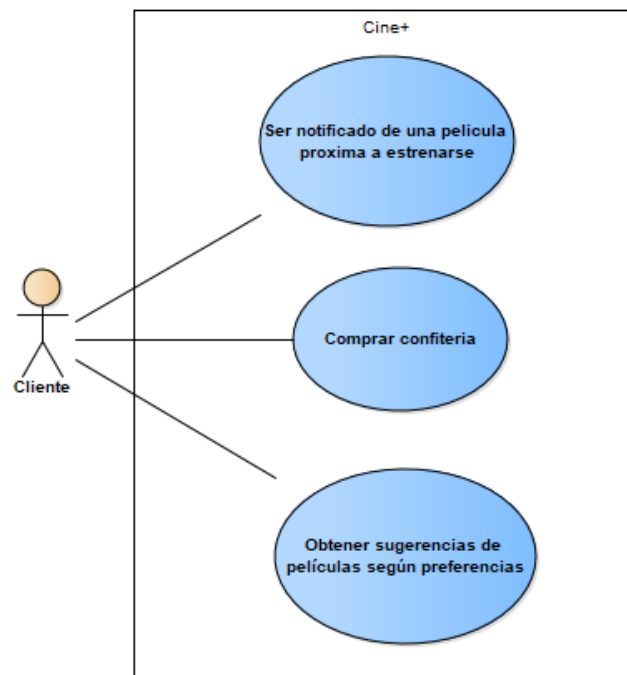 Cine+
Ser notificado de una pelicula
proxima a estrenarse
Comprar confiteria
Cliente
Obtener sugerencias de
películas según preferencias